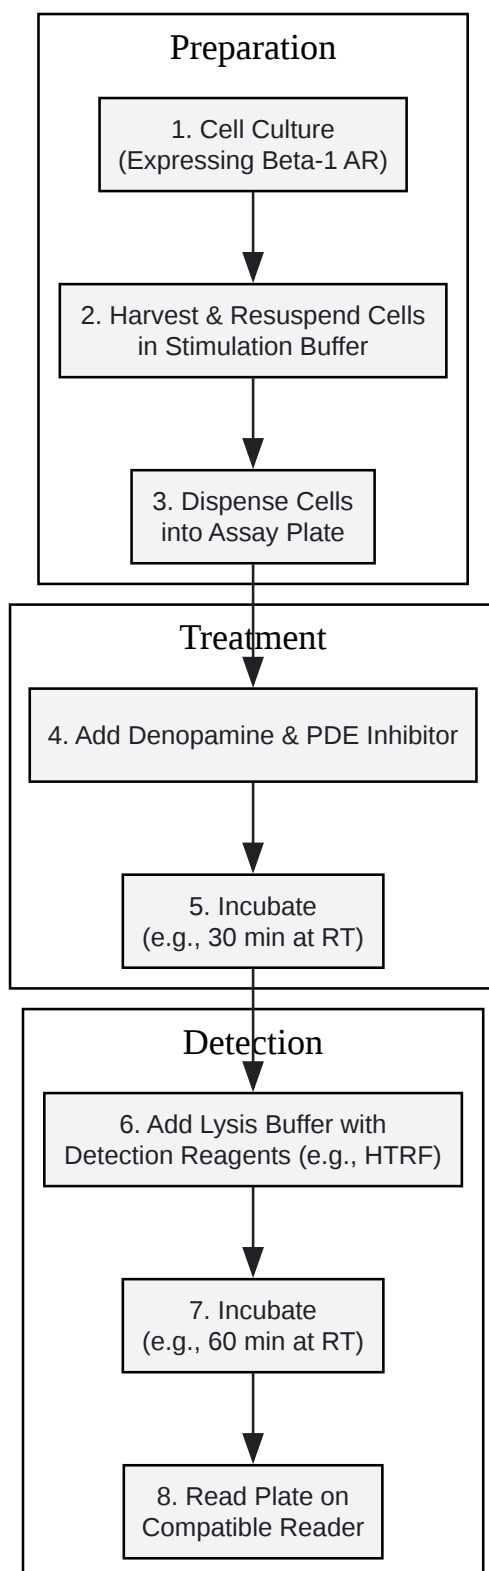 Preparation
1. Cell Culture
(Expressing Beta-1 AR)
2. Harvest & Resuspend Cells
in Stimulation Buffer
3. Dispense Cells
into Assay Plate
Treatment
4. Add Denopamine & PDE Inhibitor
5. Incubate
(e.g., 30 min at RT)
Detection
6. Add Lysis Buffer with
Detection Reagents (e.g., HTRF)
7. Incubate
(e.g., 60 min at RT)
8. Read Plate on
Compatible Reader